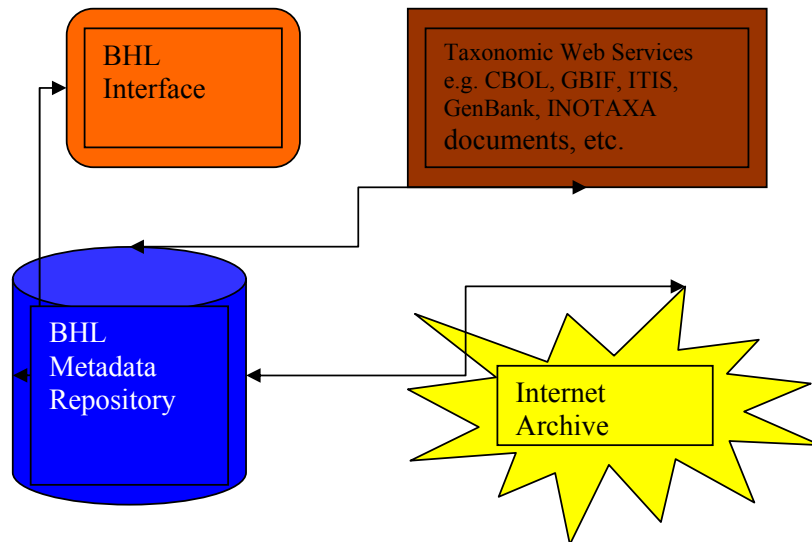 BHL
Interface
Taxonomic Web Services
e.g. CBOL, GBIF, ITIS,
GenBank, INOTAXA
documents, etc.
BHL
Metadata
Repository
Internet
Archive